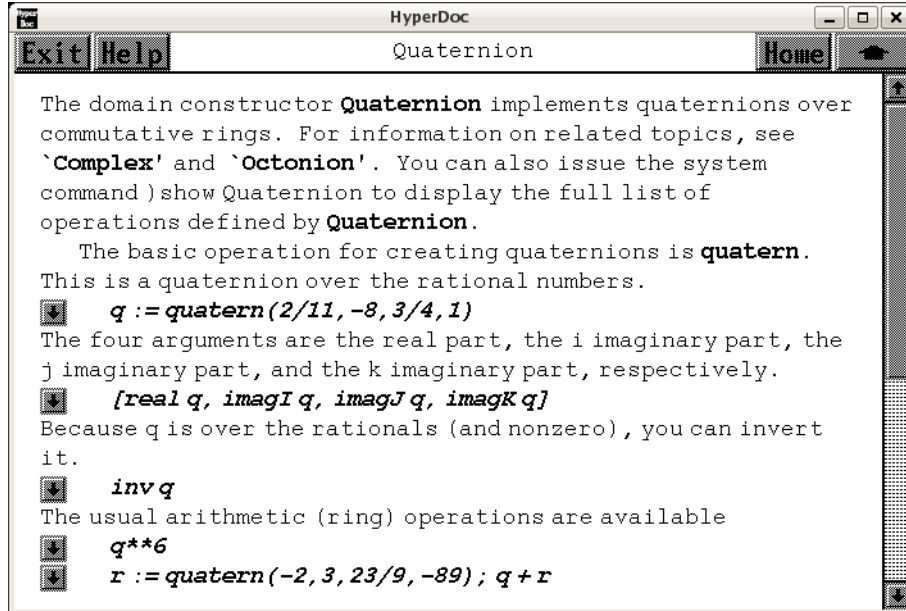 HyperDoc
Exit Help Quaternion Home
The domain constructor Quaternion implements quaternions over
commutative rings. For information on related topics, see
`Complex' and `Octonion'. You can also issue the system
command )show Quaternion to display the full list of
operations defined by Quaternion.
The basic operation for creating quaternions is quatern.
This is a quaternion over the rational numbers.
q := quatern(2/11,-8,3/4,1)
The four arguments are the real part, the i imaginary part, the
j imaginary part, and the k imaginary part, respectively.
[real q, imagI q, imagJ q, imagK q]
Because q is over the rationals (and nonzero), you can invert
it.
inv q
The usual arithmetic (ring) operations are available
q**6
r := quatern(-2,3,23/9,-89); q + r